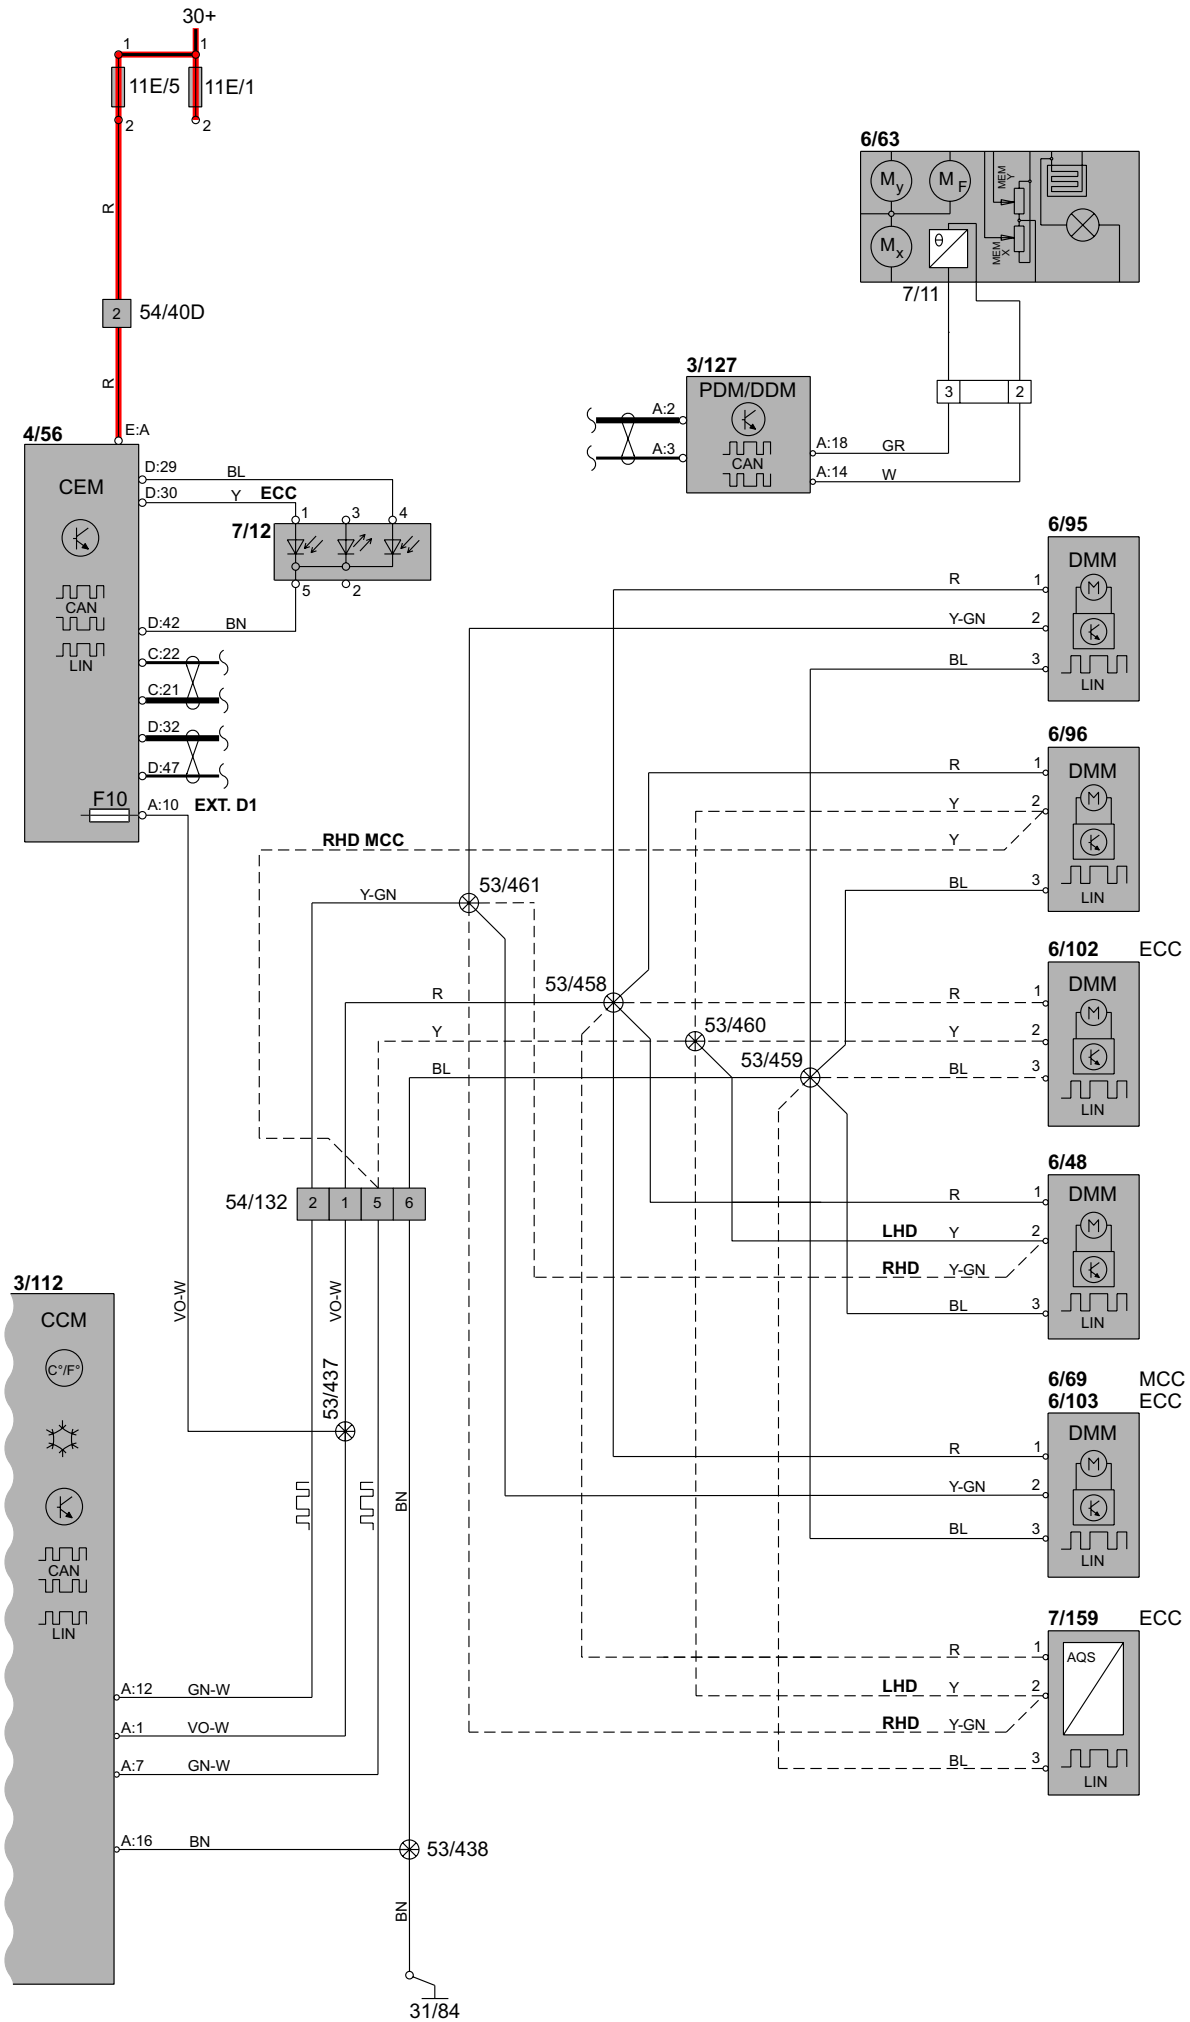 30+
1 1
11E/5 11E/1
2 2
R
2 54/40D
R
4/56 E:A
CEM
CAN
LIN
D:29 BL
D:30 Y ECC
7/12 1 3 4
5 2
D:42 BN
C:22
C:21
D:32
D:47
F10 A:10 EXT. D1
6/63
My MF
Mx
MEM Y
MEM X
θ
7/11
3 2
3/127
PDM/DDM
CAN
A:2
A:3
A:18 GR
A:14 W
6/95
DMM
M
LIN
R 1
Y-GN 2
BL 3
6/96
DMM
M
LIN
R 1
Y 2
Y
BL 3
RHD MCC
Y-GN 53/461
R 53/458
Y 53/460
BL 53/459
6/102 ECC
DMM
M
LIN
R 1
Y 2
BL 3
54/132 2 1 5 6
6/48
DMM
M
LIN
R 1
LHD Y 2
RHD Y-GN
BL 3
3/112
CCM
C°/F°
CAN
LIN
VO-W
VO-W
53/437
BN
6/69 MCC
6/103 ECC
DMM
M
LIN
R 1
Y-GN 2
BL 3
7/159 ECC
AQS
LIN
R 1
LHD Y 2
RHD Y-GN
BL 3
A:12 GN-W
A:1 VO-W
A:7 GN-W
A:16 BN
53/438
BN
31/84